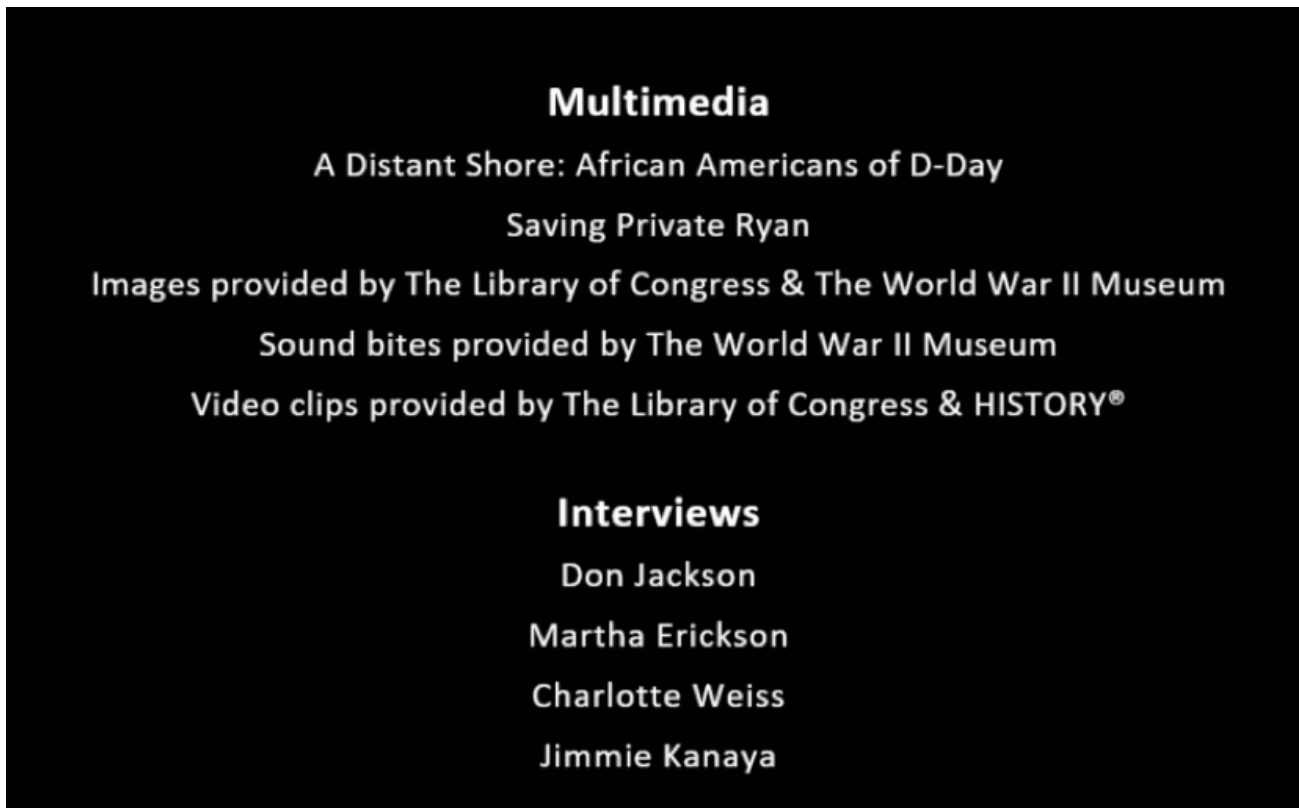 Multimedia
A Distant Shore: African Americans of D-Day
Saving Private Ryan
Images provided by The Library of Congress & The World War II Museum
Sound bites provided by The World War II Museum
Video clips provided by The Library of Congress & HISTORY®
Interviews
Don Jackson
Martha Erickson
Charlotte Weiss
Jimmie Kanaya